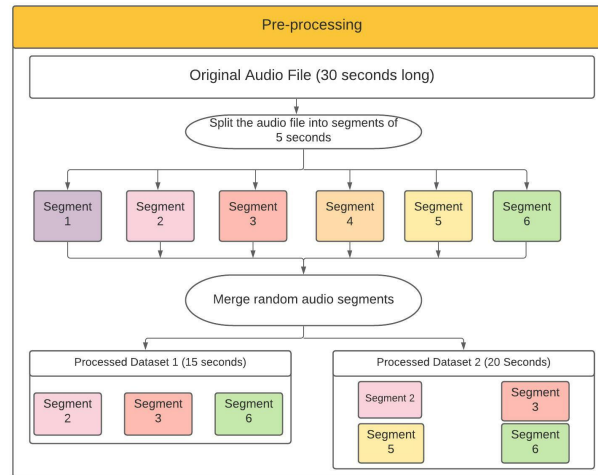 Pre-processing
Original Audio File (30 seconds long)
Split the audio file into segments of
5 seconds
Segment
1
Segment
2
Segment
3
Segment
4
Segment
5
Segment
6
Merge random audio segments
Processed Dataset 1 (15 seconds)
Segment
2
Segment
3
Segment
6
Processed Dataset 2 (20 Seconds)
Segment 2
Segment
3
Segment
5
Segment
6